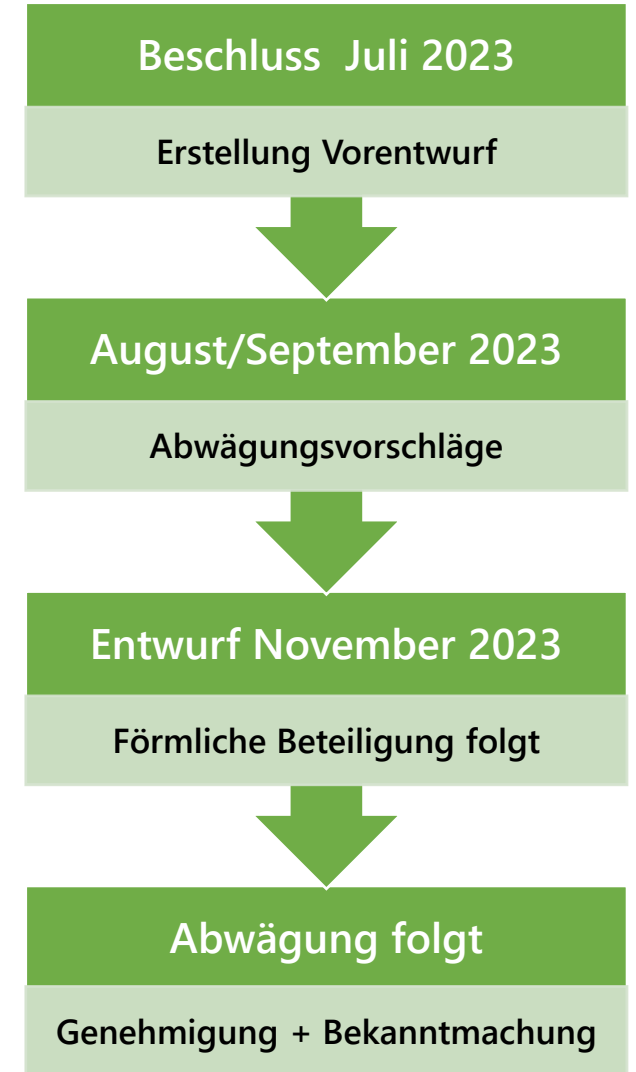 Beschluss Juli 2023
Erstellung Vorentwurf
August/September 2023
Abwägungsvorschläge
Entwurf November 2023
Förmliche Beteiligung folgt
Abwägung folgt
Genehmigung + Bekanntmachung